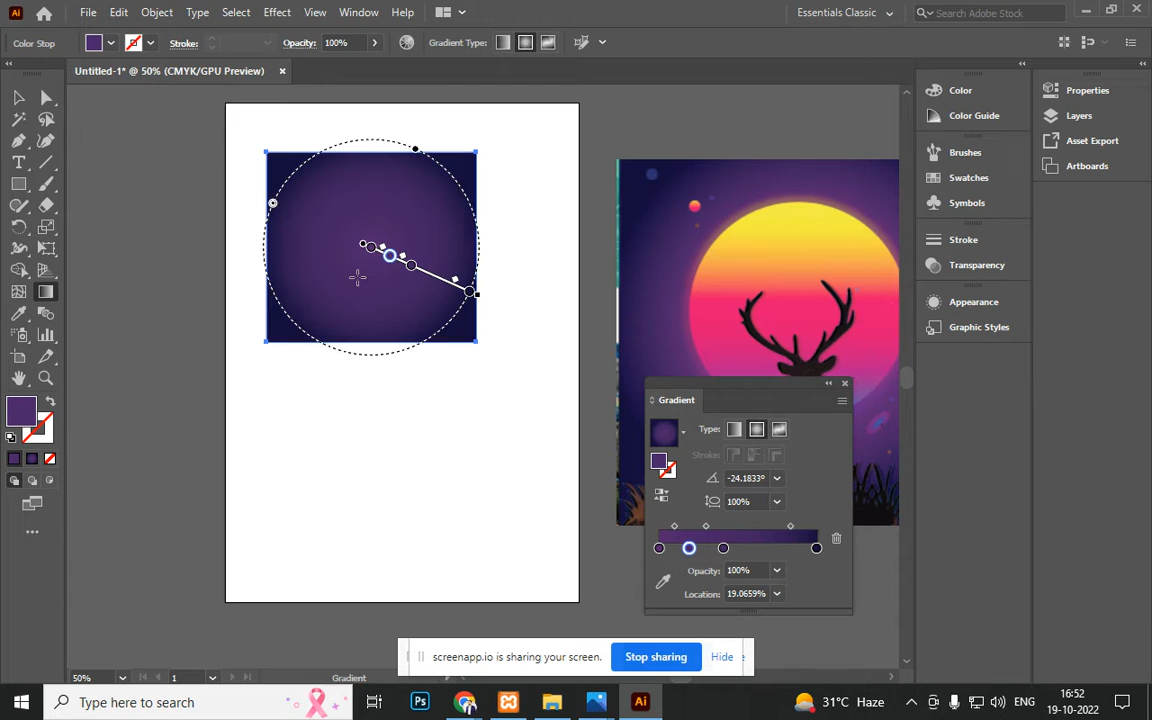 Ai File Edit Object Type Select Effect View Window Help Essentials Classic Search Adobe Stock
Color Stop Stroke: Opacity: 100% Gradient Type:
Untitled-1* @ 50% (CMYK/GPU Preview)
Color
Color Guide
Brushes
Swatches
Symbols
Stroke
Transparency
Appearance
Graphic Styles
Properties
Layers
Asset Export
Artboards
Gradient
Type:
Stroke:
-24.1833°
100%
Opacity: 100%
Location: 19.0659%
screenapp.io is sharing your screen. Stop sharing Hide
50% 1 Gradient
Type here to search Ps Ai 31°C Haze ENG 16:52
19-10-2022